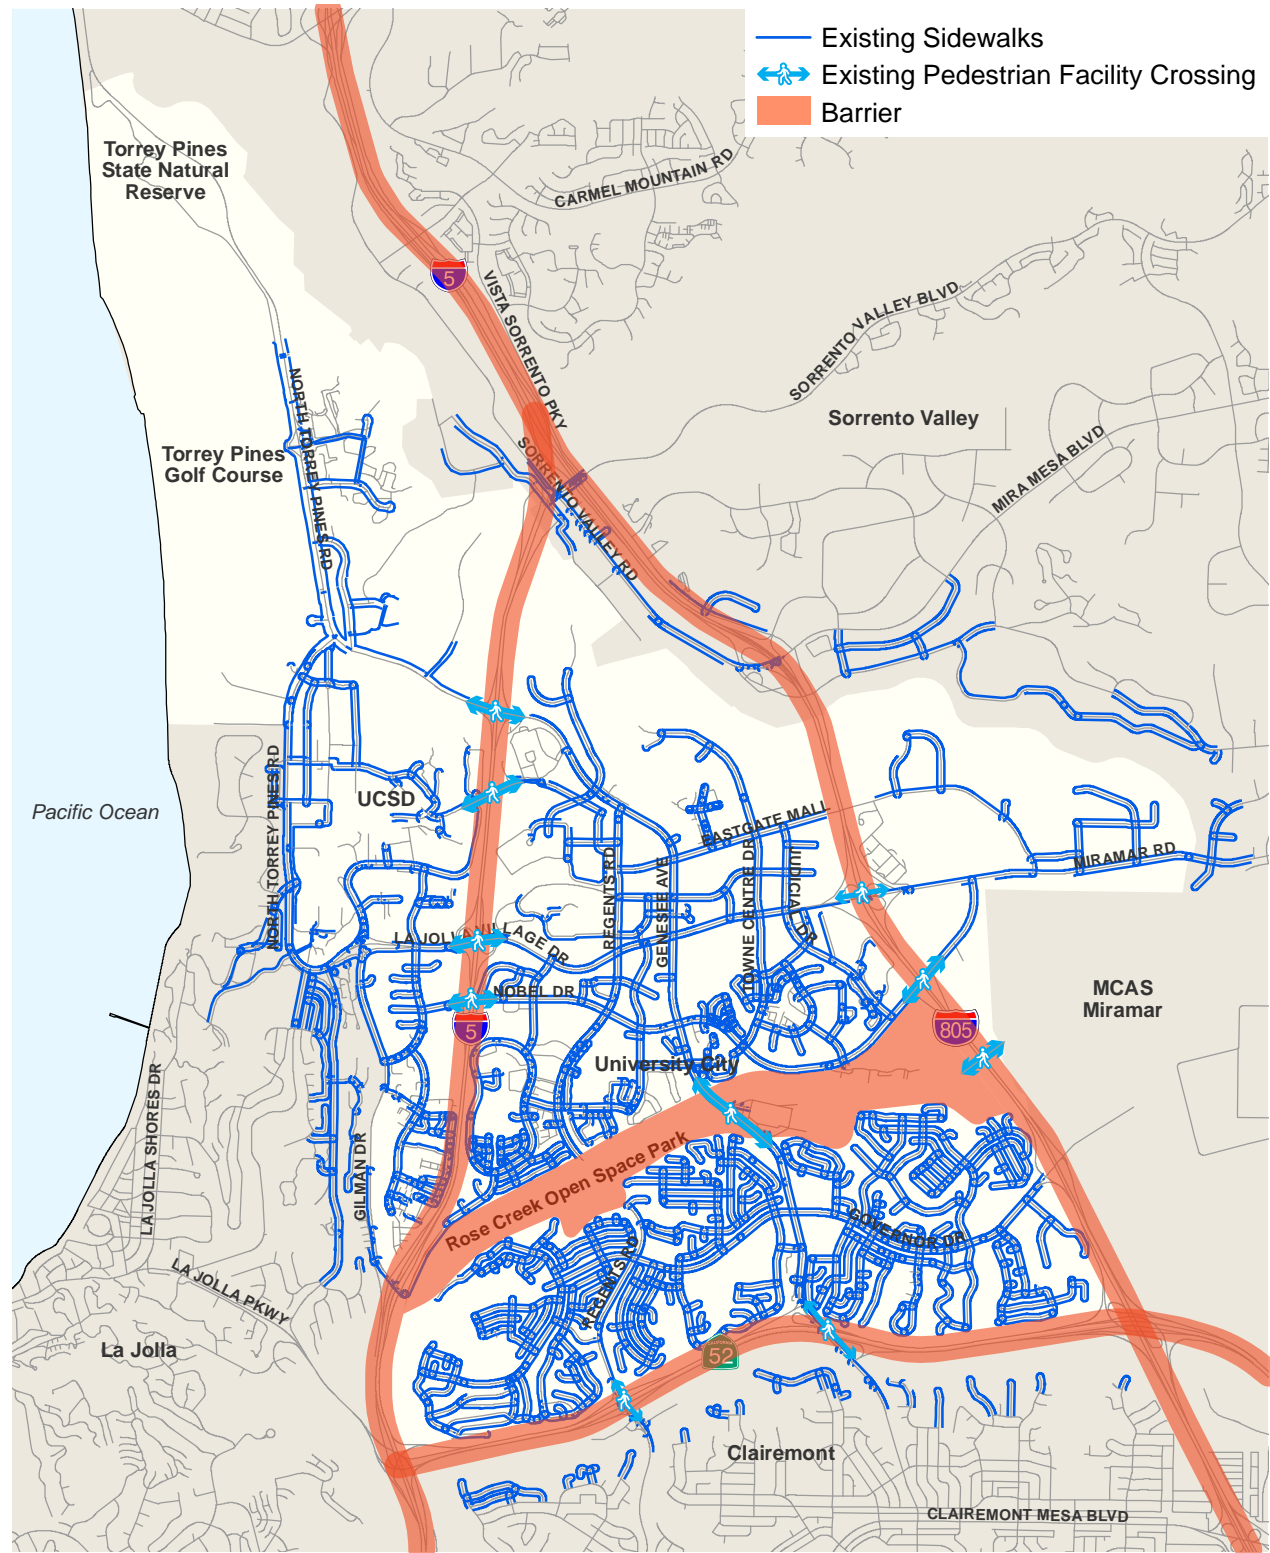 Existing Sidewalks
Existing Pedestrian Facility Crossing
Barrier
Torrey Pines
State Natural
Reserve
CARMEL MOUNTAIN RD
5
VISTA SORRENTO PKY
SORRENTO VALLEY BLVD
Sorrento Valley
NORTH TORREY PINES RD
Torrey Pines
Golf Course
MIRA MESA BLVD
SORRENTO VALLEY RD
Pacific Ocean
UCSD
NORTH TORREY PINES RD
EASTGATE MALL
MIRAMAR RD
REGENTS RD
GENESEE AVE
TOWNE CENTRE DR
JUDICIAL DR
LA JOLLA VILLAGE DR
NOBEL DR
MCAS
Miramar
5
805
University City
LA JOLLA SHORES DR
GILMAN DR
Rose Creek Open Space Park
GOVERNOR DR
REGENTS RD
LA JOLLA PKWY
La Jolla
52
Clairemont
CLAIREMONT MESA BLVD